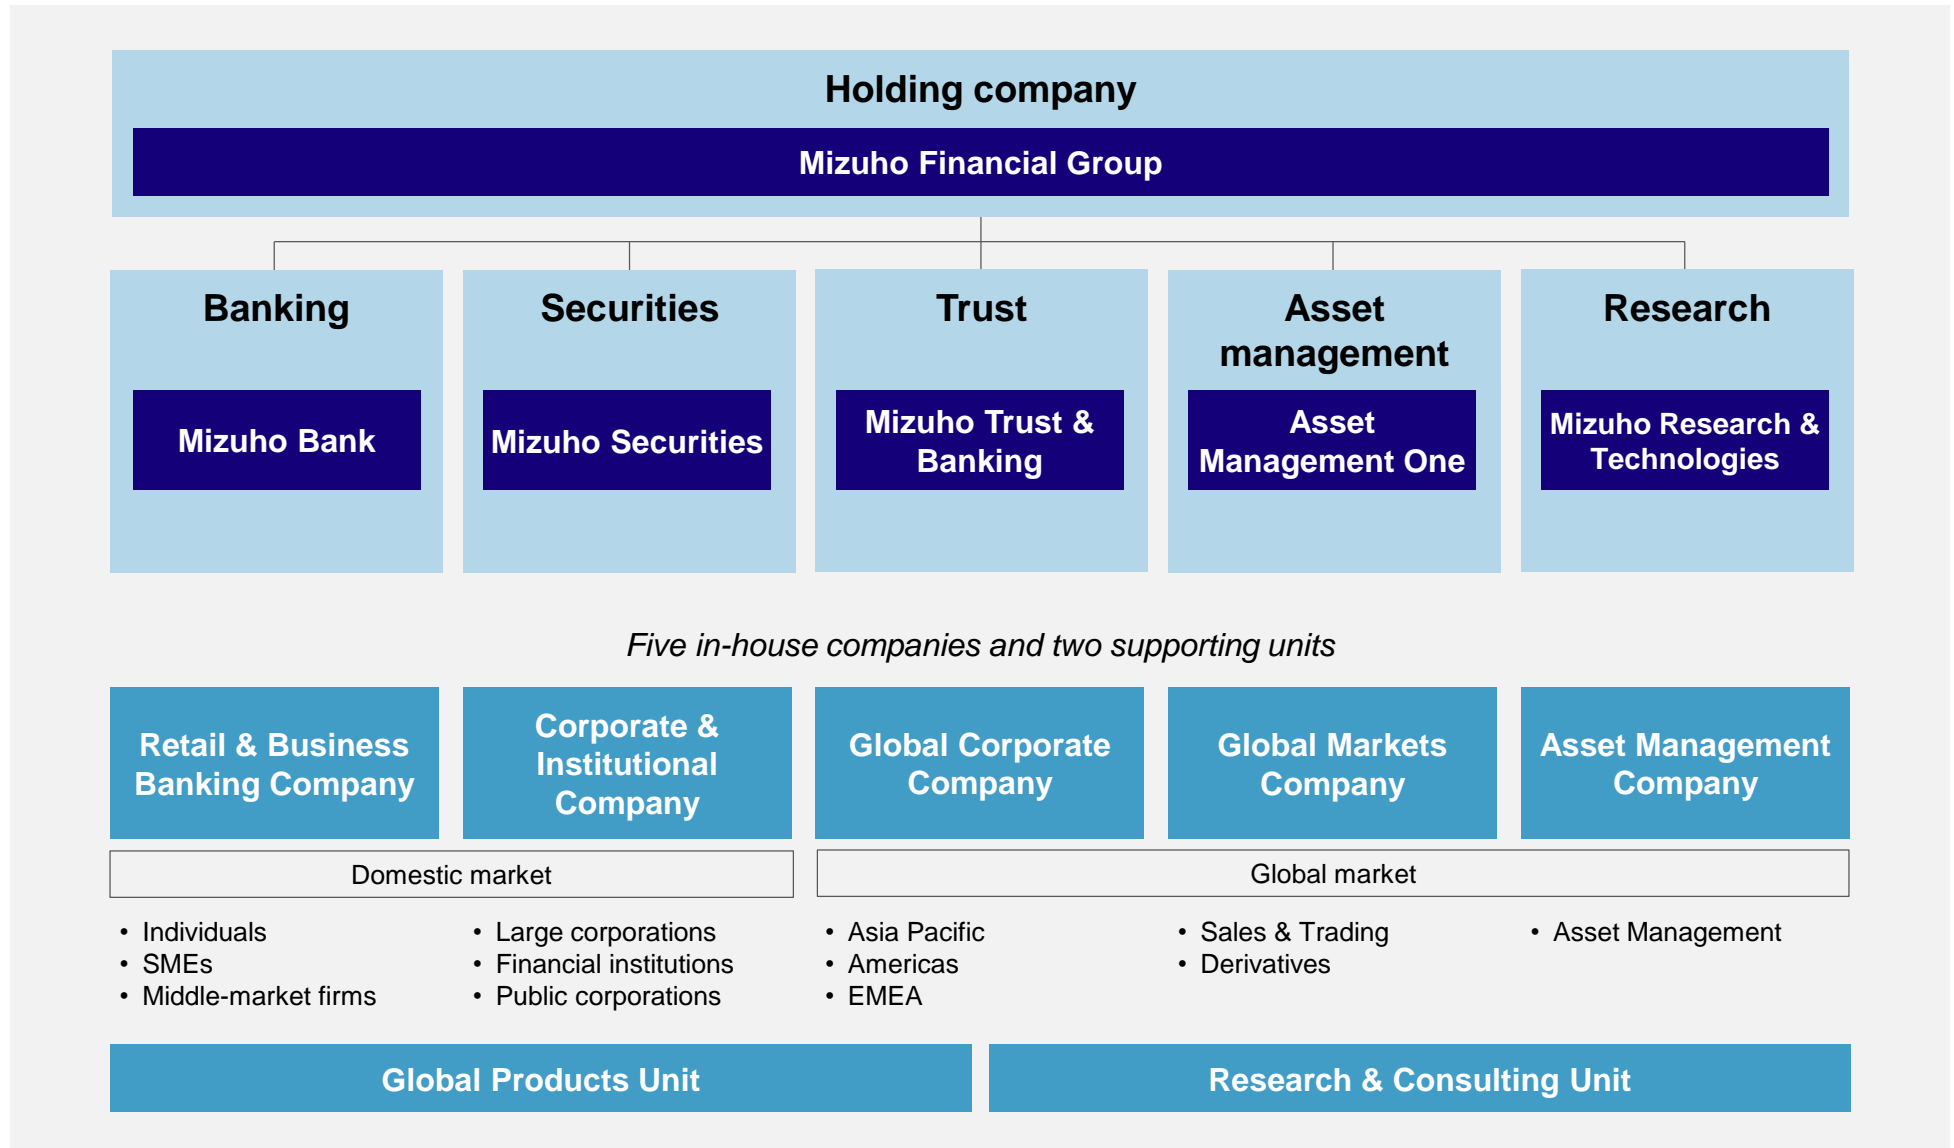 Holding company
Mizuho Financial Group
Banking
Mizuho Bank
Securities
Mizuho Securities
Trust
Mizuho Trust &
Banking
Asset
management
Asset
Management One
Research
Mizuho Research &
Technologies
Five in-house companies and two supporting units
Retail & Business
Banking Company
Corporate &
Institutional
Company
Global Corporate
Company
Global Markets
Company
Asset Management
Company
Domestic market
Global market
• Individuals
• SMEs
• Middle-market firms
• Large corporations
• Financial institutions
• Public corporations
• Asia Pacific
• Americas
• EMEA
• Sales & Trading
• Derivatives
• Asset Management
Global Products Unit
Research & Consulting Unit